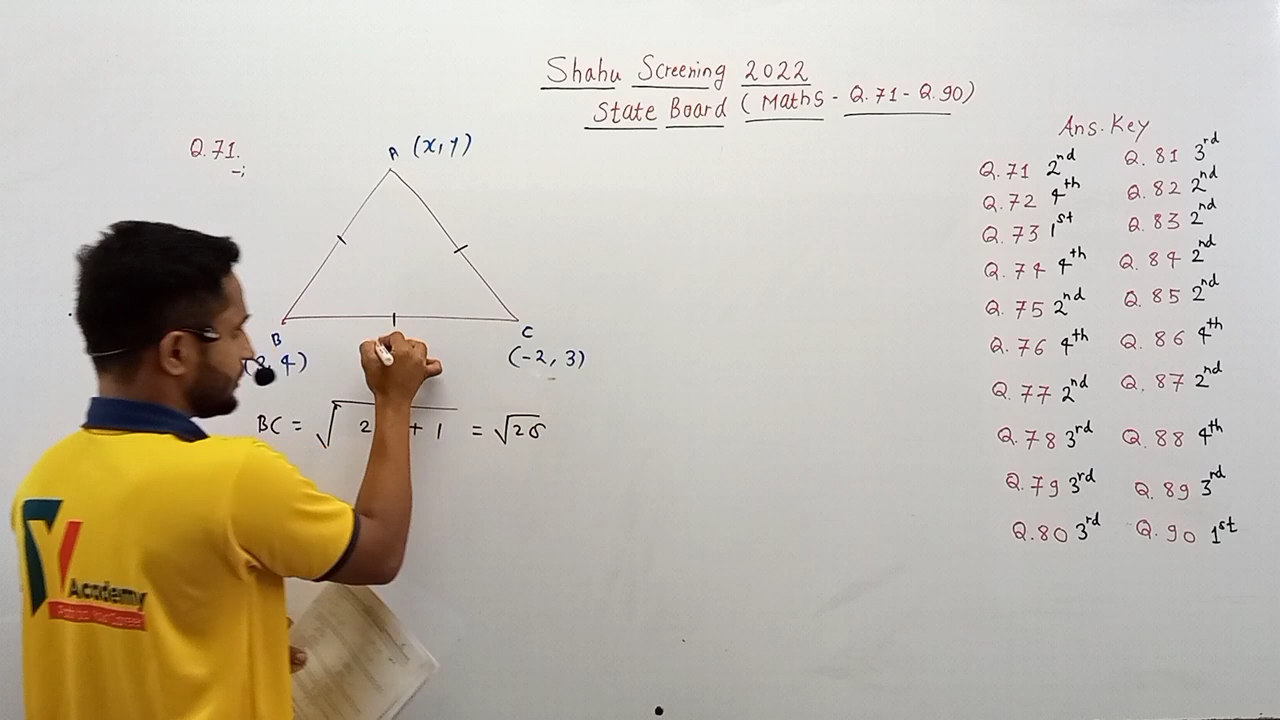 Shahu Screening 2022
State Board (Maths - Q.71 - Q.90)
Q.71.
A (x, y)
B
C
4)
(-2, 3)
BC = √ 2 + 1 = √26
Ans. Key
Q. 71 2nd
Q. 72 4th
Q. 73 1st
Q. 74 4th
Q. 75 2nd
Q. 76 4th
Q. 77 2nd
Q. 78 3rd
Q. 79 3rd
Q. 80 3rd
Q. 81 3rd
Q. 82 2nd
Q. 83 2nd
Q. 84 2nd
Q. 85 2nd
Q. 86 4th
Q. 87 2nd
Q. 88 4th
Q. 89 3rd
Q. 90 1st
Academy